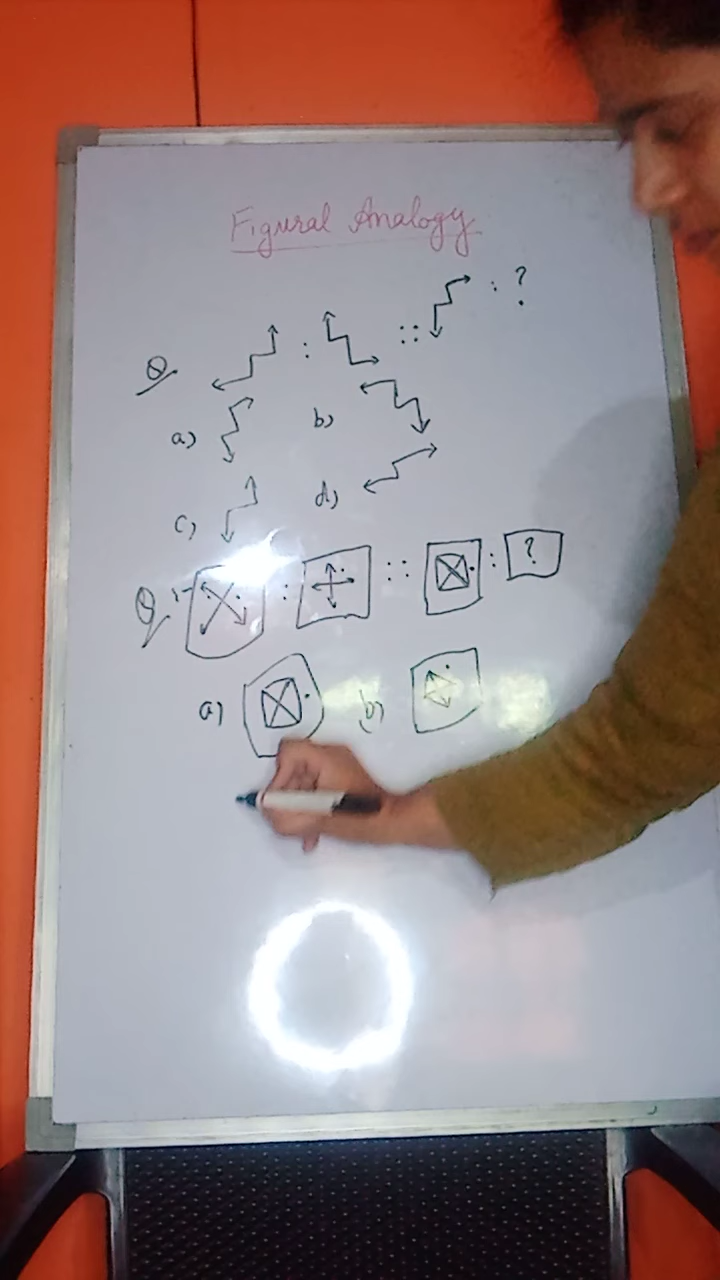 Figural Analogy
Q : :: : ?
a) b)
c) d)
Q : :: : ?
a) b)